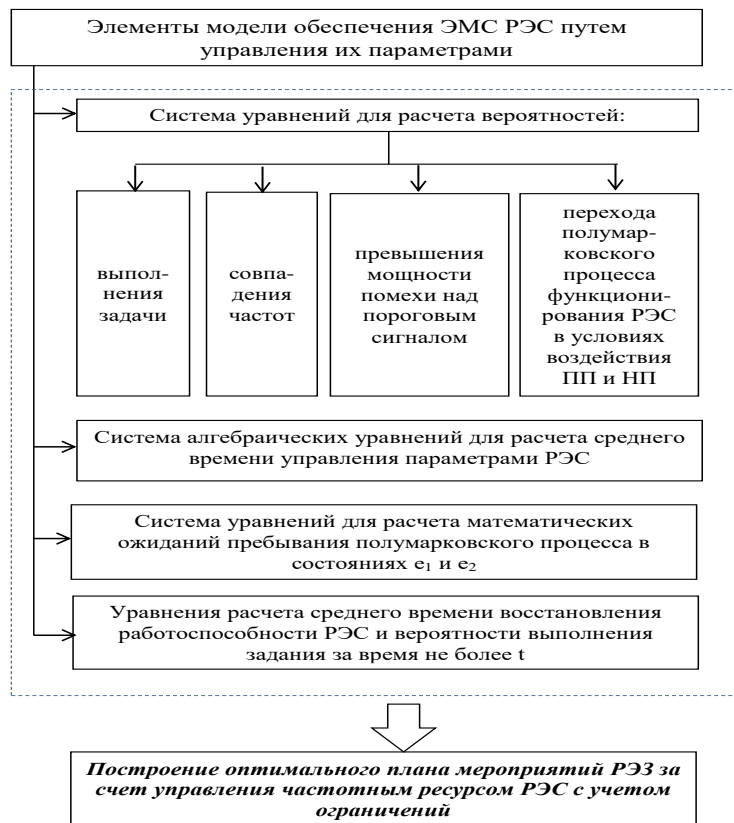 Элементы модели обеспечения ЭМС РЭС путем
управления их параметрами
Система уравнений для расчета вероятностей:
выпол-
нения
задачи
совпа-
дения
частот
превышения
мощности
помехи над
пороговым
сигналом
перехода
полумар-
ковского
процесса
функциони-
рования РЭС
в условиях
воздействия
ПП и НП
Система алгебраических уравнений для расчета среднего
времени управления параметрами РЭС
Система уравнений для расчета математических
ожиданий пребывания полумарковского процесса в
состояниях e₁ и e₂
Уравнения расчета среднего времени восстановления
работоспособности РЭС и вероятности выполнения
задания за время не более t
Построение оптимального плана мероприятий РЭЗ за
счет управления частотным ресурсом РЭС с учетом
ограничений